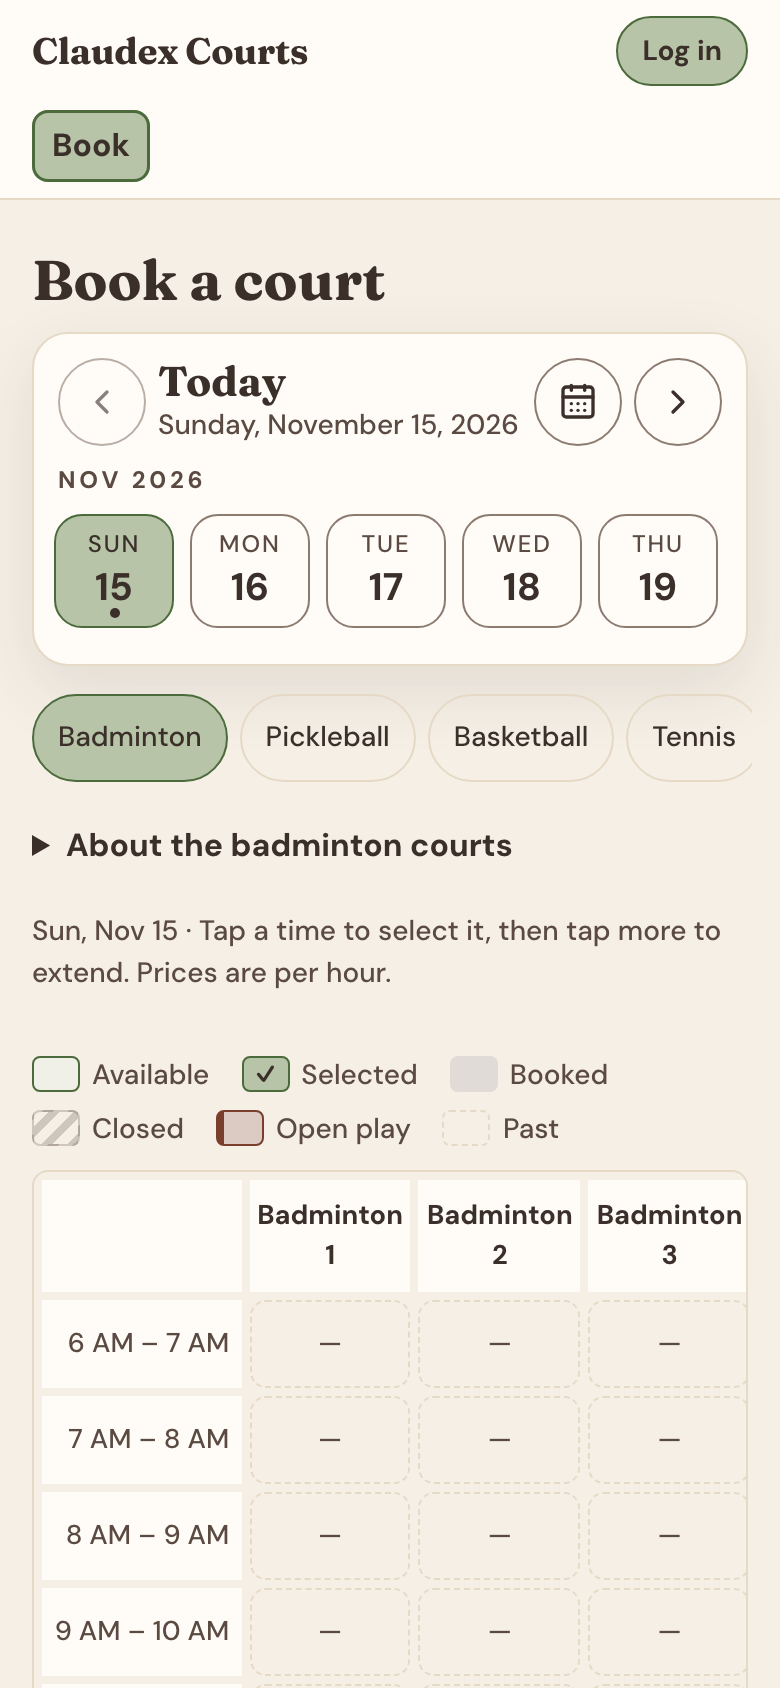 Claudex Courts
Log in
Book
Book a court
Today
Sunday, November 15, 2026
NOV 2026
SUN MON TUE WED THU
15 16 17 18 19
Badminton Pickleball Basketball Tennis
About the badminton courts
Sun, Nov 15 · Tap a time to select it, then tap more to
extend. Prices are per hour.
Available Selected Booked
Closed Open play Past
Badminton Badminton Badminton
1 2 3
6 AM – 7 AM — — —
7 AM – 8 AM — — —
8 AM – 9 AM — — —
9 AM – 10 AM — — —